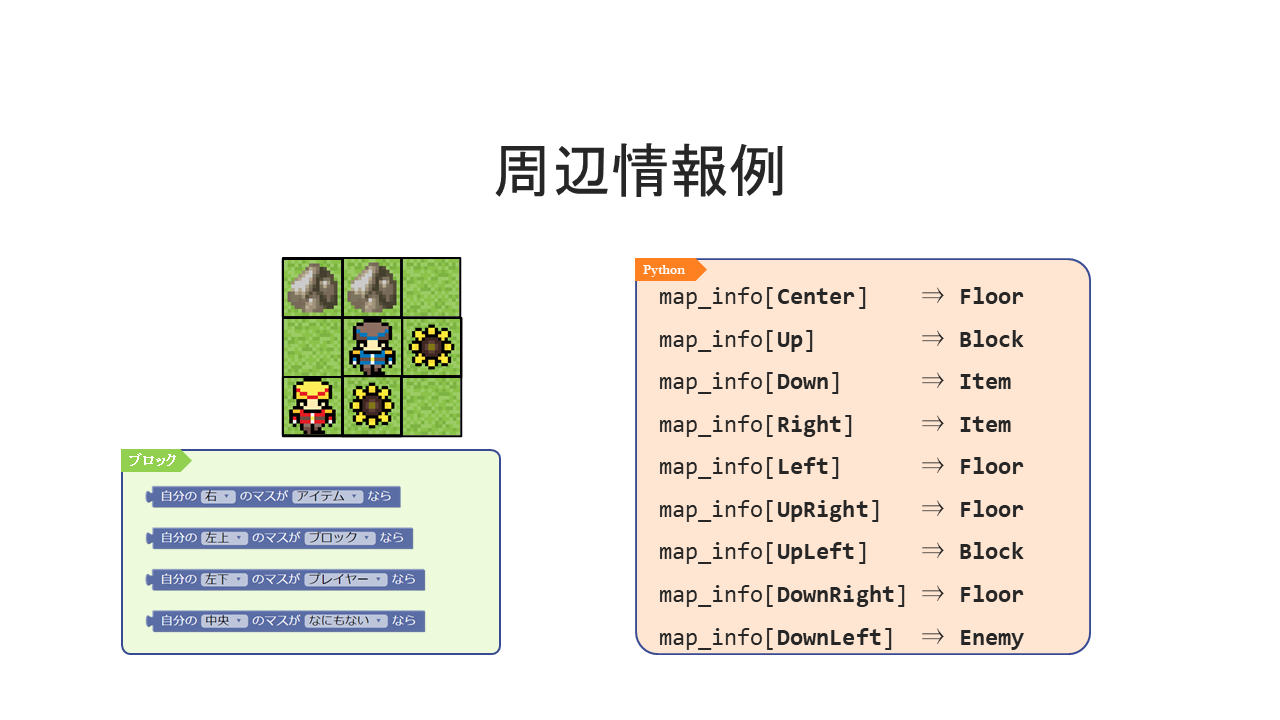 周辺情報例
ブロック
自分の 右 のマスが アイテム なら
自分の 左上 のマスが ブロック なら
自分の 左下 のマスが プレイヤー なら
自分の 中央 のマスが なにもない なら
Python
map_info[Center] ⇒ Floor
map_info[Up] ⇒ Block
map_info[Down] ⇒ Item
map_info[Right] ⇒ Item
map_info[Left] ⇒ Floor
map_info[UpRight] ⇒ Floor
map_info[UpLeft] ⇒ Block
map_info[DownRight] ⇒ Floor
map_info[DownLeft] ⇒ Enemy